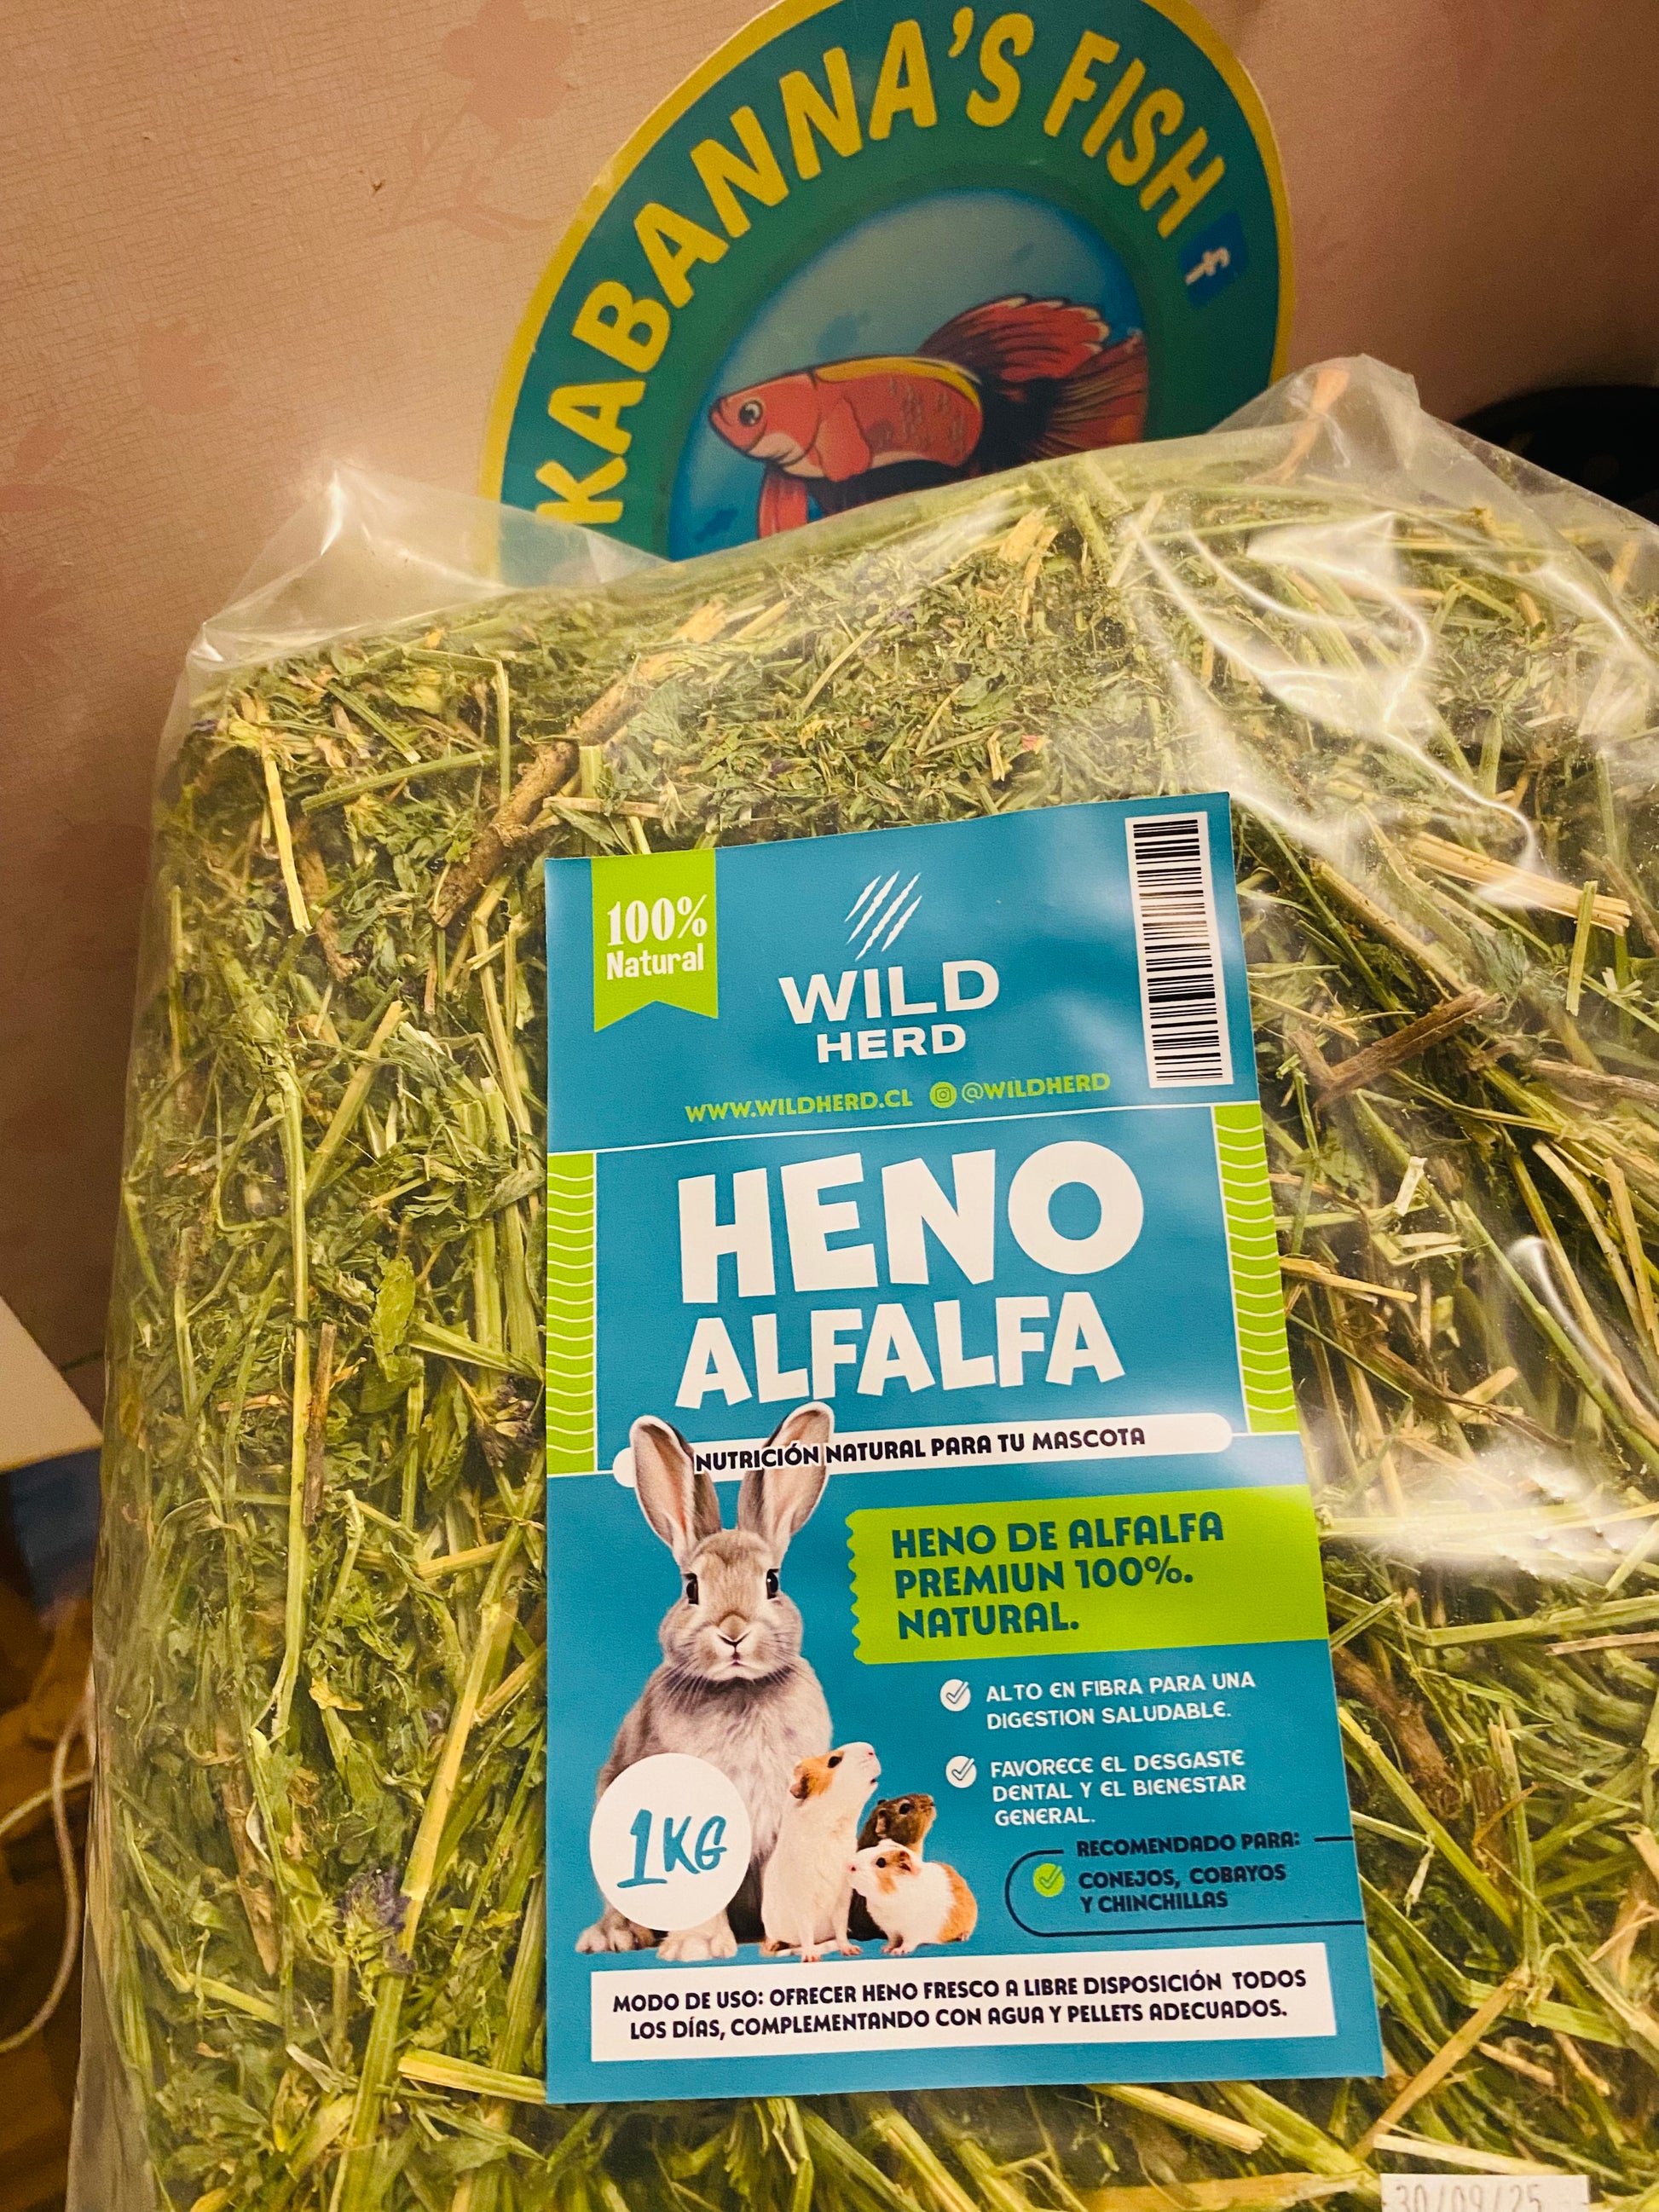 KABANNA'S FISH
f
100%
Natural
WILD
HERD
WWW.WILDHERD.CL @WILDHERD
HENO
ALFALFA
NUTRICIÓN NATURAL PARA TU MASCOTA
HENO DE ALFALFA
PREMIUN 100%.
NATURAL.
ALTO EN FIBRA PARA UNA
DIGESTION SALUDABLE.
FAVORECE EL DESGASTE
DENTAL Y EL BIENESTAR
GENERAL.
1KG
RECOMENDADO PARA:
CONEJOS, COBAYOS
Y CHINCHILLAS
MODO DE USO: OFRECER HENO FRESCO A LIBRE DISPOSICIÓN TODOS
LOS DÍAS, COMPLEMENTANDO CON AGUA Y PELLETS ADECUADOS.
30/09/25